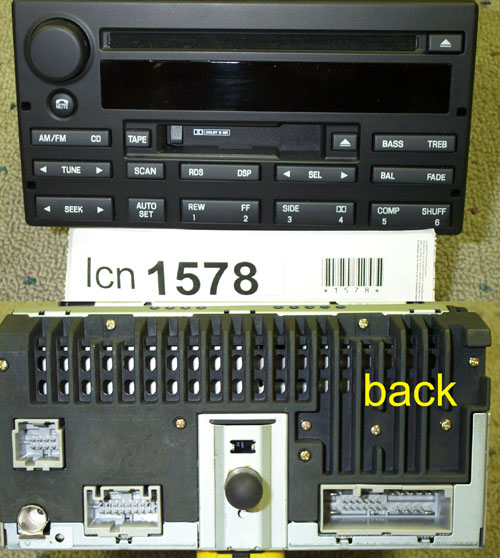 MUTE
AM/FM CD
TAPE
DOLBY B NR
BASS TREB
TUNE
SCAN
RDS DSP
SEL
BAL FADE
SEEK
AUTO SET
REW FF
1 2
SIDE
3 4
COMP SHUFF
5 6
lcn 1578
*1578*
back